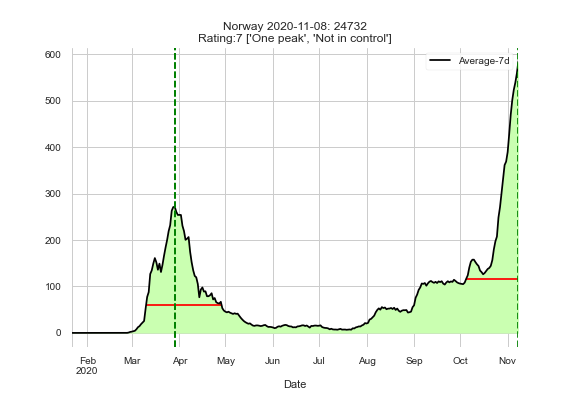 Norway 2020-11-08: 24732
Rating:7 ['One peak', 'Not in control']
Average-7d
600
500
400
300
200
100
0
Feb Mar Apr May Jun Jul Aug Sep Oct Nov
2020
Date